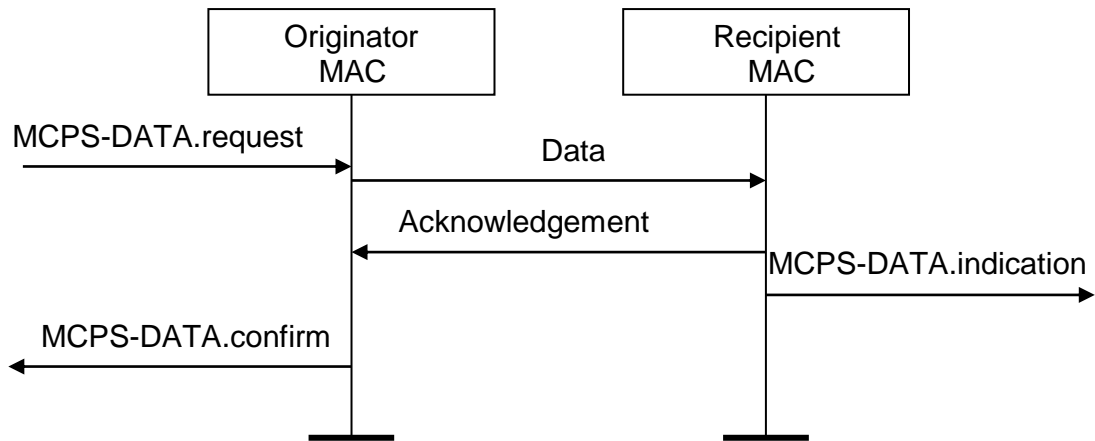 Originator
MAC
Recipient
MAC
MCPS-DATA.request
Data
Acknowledgement
MCPS-DATA.indication
MCPS-DATA.confirm